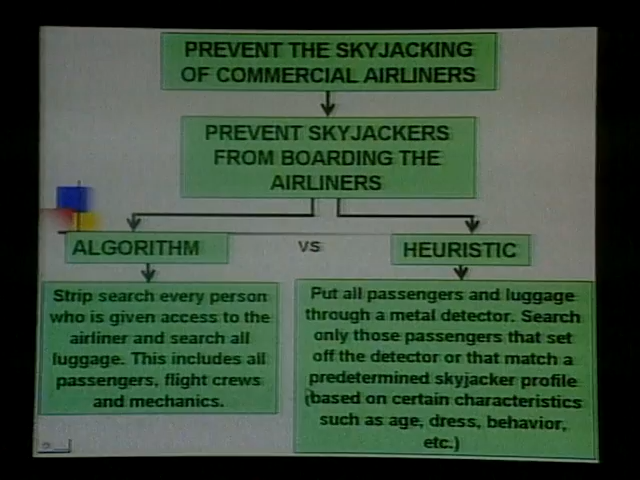 PREVENT THE SKYJACKING
OF COMMERCIAL AIRLINERS
PREVENT SKYJACKERS
FROM BOARDING THE
AIRLINERS
ALGORITHM
VS
HEURISTIC
Strip search every person
who is given access to the
airliner and search all
luggage. This includes all
passengers, flight crews
and mechanics.
Put all passengers and luggage
through a metal detector. Search
only those passengers that set
off the detector or that match a
predetermined skyjacker profile
(based on certain characteristics
such as age, dress, behavior,
etc.)